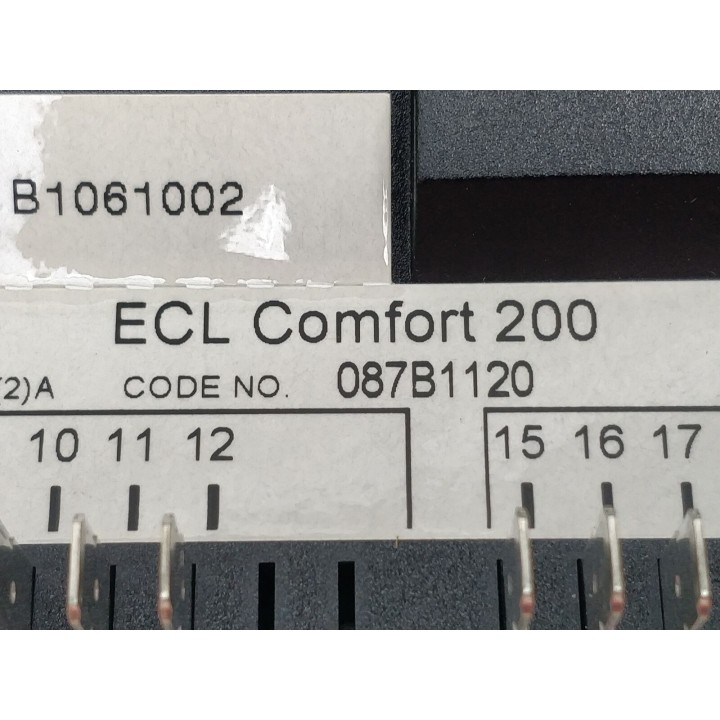 B1061002
ECL Comfort 200
(2)A CODE NO. 087B1120
10 11 12 15 16 17